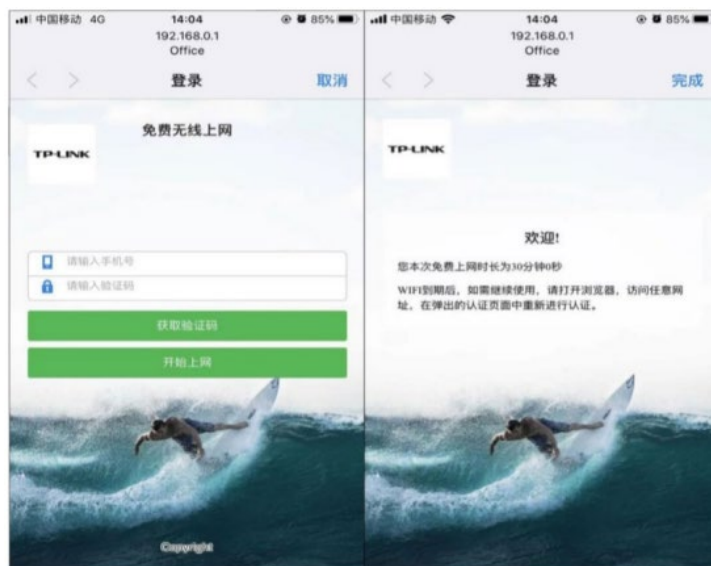 中国移动 4G 14:04 85%
192.168.0.1
Office
登录 取消
免费无线上网
TP-LINK
请输入手机号
请输入验证码
获取验证码
开始上网
Copyright
中国移动 14:04 85%
192.168.0.1
Office
登录 完成
TP-LINK
欢迎!
您本次免费上网时长为30分钟0秒
WIFI到期后，如需继续使用，请打开浏览器，访问任意网
址，在弹出的认证页面中重新进行认证。